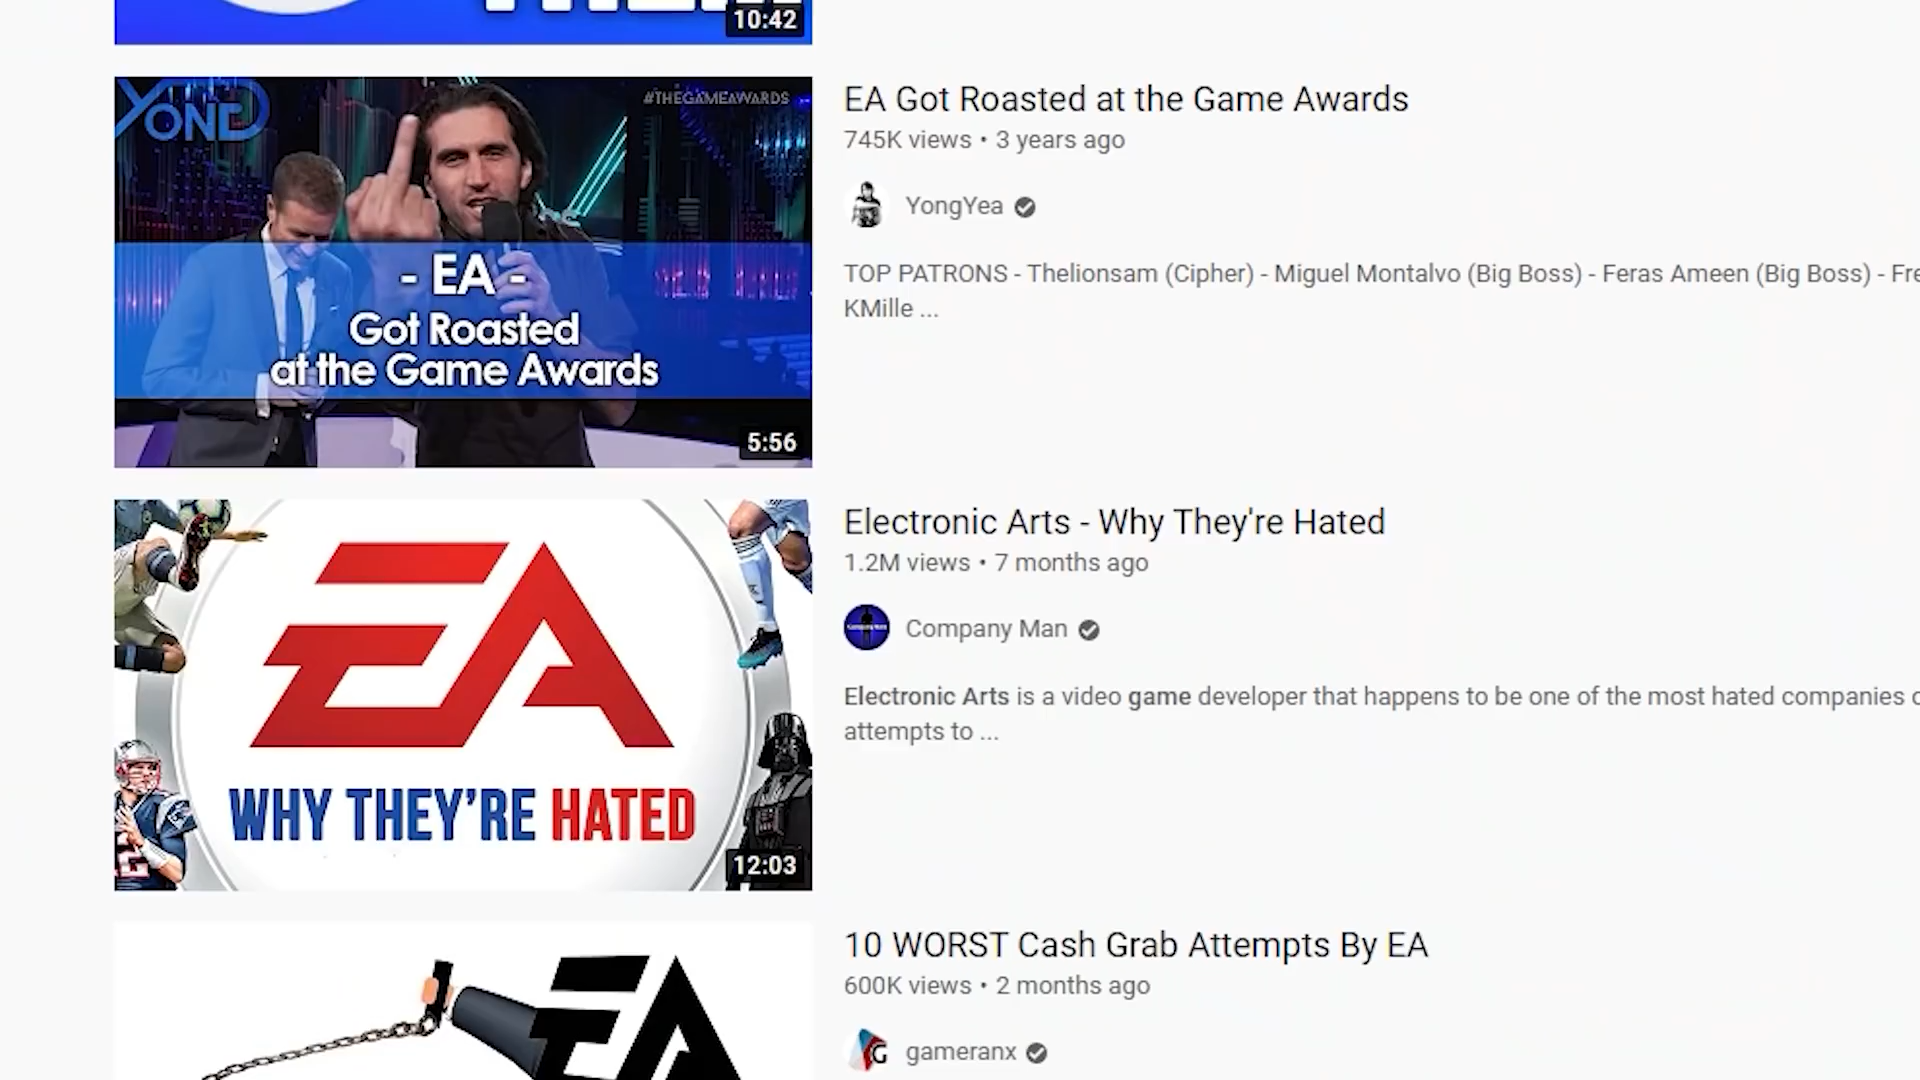 10:42
YONG
#THEGAMEAWARDS
- EA -
Got Roasted
at the Game Awards
5:56
EA Got Roasted at the Game Awards
745K views • 3 years ago
YongYea
TOP PATRONS - Thelionsam (Cipher) - Miguel Montalvo (Big Boss) - Feras Ameen (Big Boss) - Fre
KMille ...
EA
WHY THEY'RE HATED
12:03
Electronic Arts - Why They're Hated
1.2M views • 7 months ago
Company Man
Electronic Arts is a video game developer that happens to be one of the most hated companies
attempts to ...
EA
10 WORST Cash Grab Attempts By EA
600K views • 2 months ago
G
gameranx